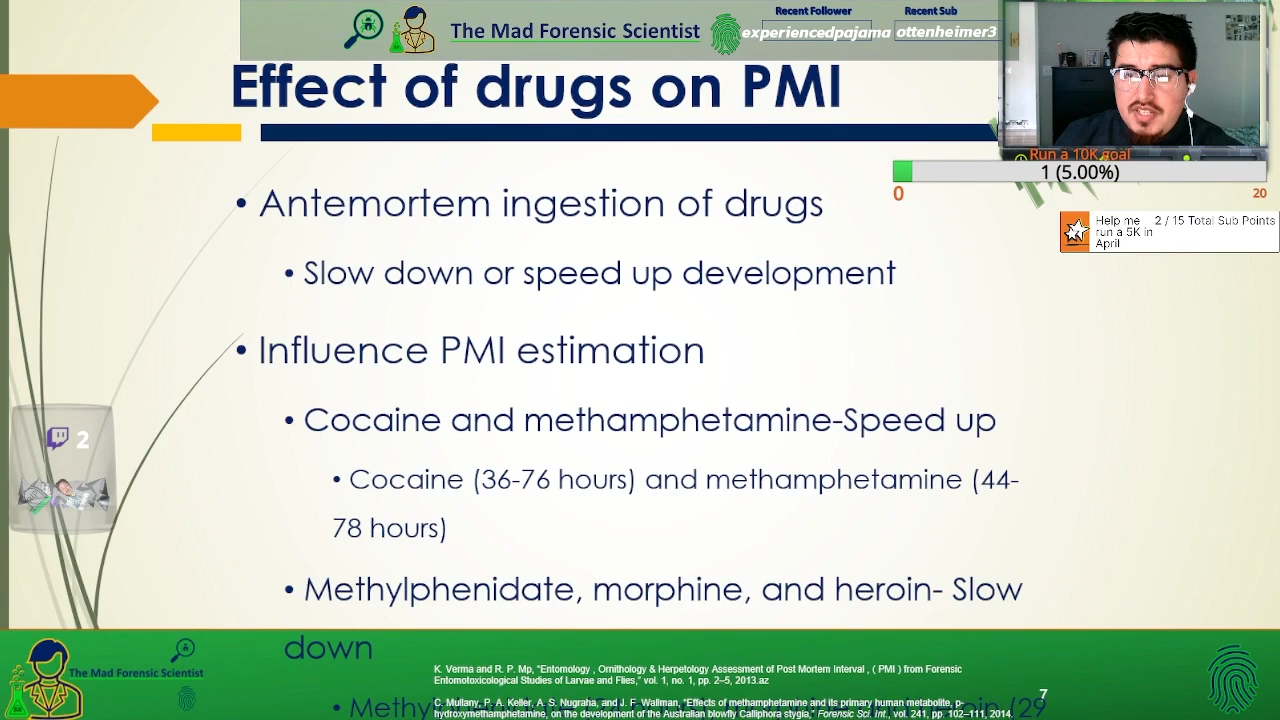 Recent Follower
Recent Sub
The Mad Forensic Scientist
experiencedpajama
ottenheimer3
Effect of drugs on PMI
Run a 10K goal
1 (5.00%)
0
20
Help me run a 5K in April
2 / 15 Total Sub Points
• Antemortem ingestion of drugs
• Slow down or speed up development
• Influence PMI estimation
• Cocaine and methamphetamine-Speed up
• Cocaine (36-76 hours) and methamphetamine (44-
78 hours)
2
• Methylphenidate, morphine, and heroin- Slow
down
The Mad Forensic Scientist
K. Verma and R. P. Mp, "Entomology , Ornithology & Herpetology Assessment of Post Mortem Interval , ( PMI ) from Forensic
Entomotoxicological Studies of Larvae and Flies," vol. 1, no. 1, pp. 2–5, 2013.az
7
C. Mullany, P. A. Keller, A. S. Nugraha, and J. F. Wallman, "Effects of methamphetamine and its primary human metabolite, p-
hydroxymethamphetamine, on the development of the Australian blowfly Calliphora stygia," Forensic Sci. Int., vol. 241, pp. 102–111, 2014.
(29